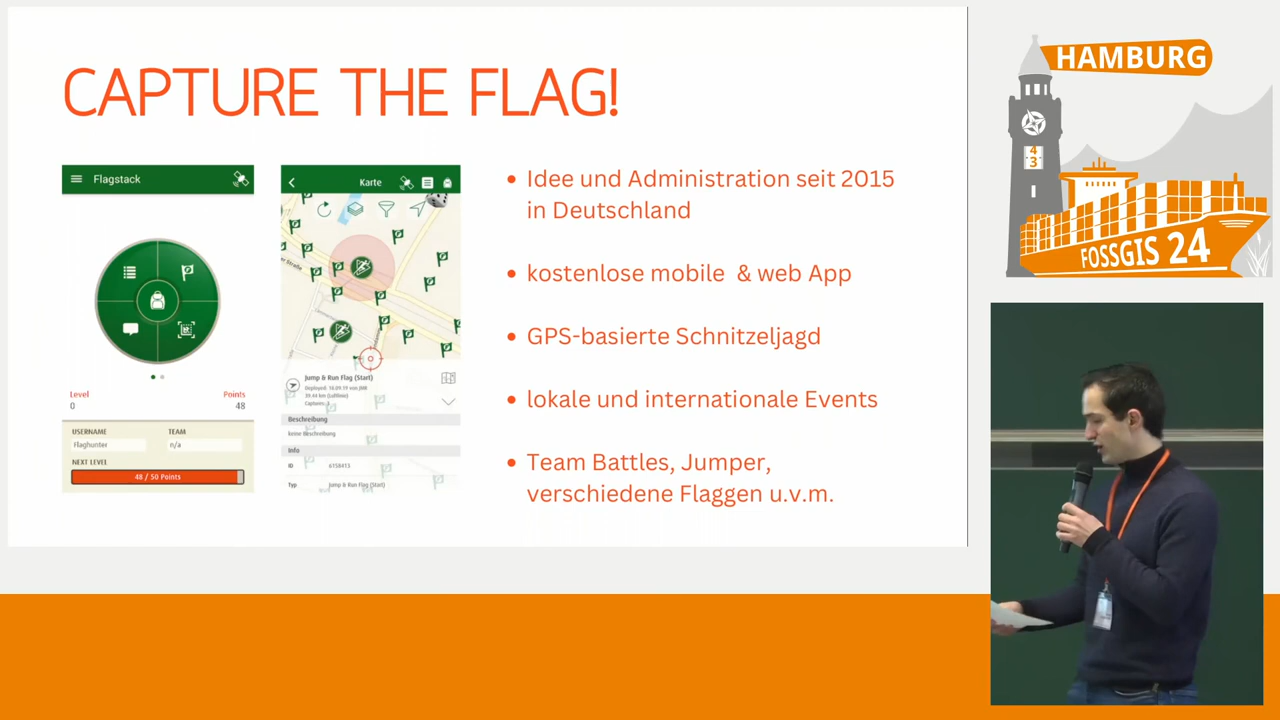 CAPTURE THE FLAG!
Flagstack
Level
0
Points
48
USERNAME
TEAM
Flaghunter
n/a
NEXT LEVEL
48 / 50 Points
Karte
Jump & Run Flag (Start)
Beschreibung
keine Beschreibung
Info
ID
Typ
Jump & Run Flag (Start)
Idee und Administration seit 2015
in Deutschland
kostenlose mobile & web App
GPS-basierte Schnitzeljagd
lokale und internationale Events
Team Battles, Jumper,
verschiedene Flaggen u.v.m.
HAMBURG
4
3
FOSSGIS 24